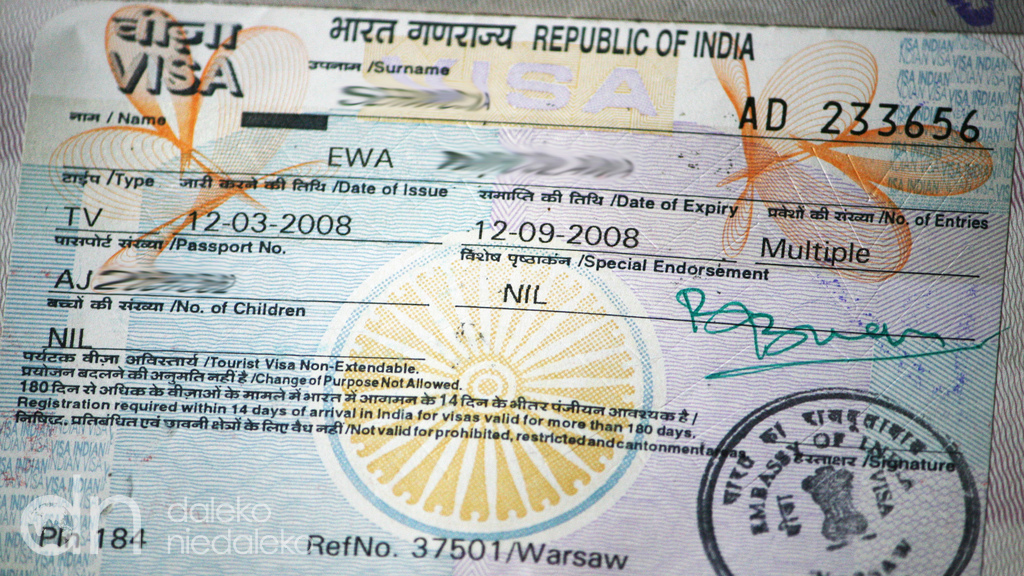 वीज़ा
VISA
भारत गणराज्य REPUBLIC OF INDIA
उपनाम /Surname
VISA
AD 233656
नाम / Name
EWA
टाईप /Type जारी करने की तिथि /Date of Issue समाप्ति की तिथि /Date of Expiry प्रवेशों की संख्या /No. of Entries
TV 12-03-2008 12-09-2008 Multiple
पासपोर्ट संख्या /Passport No. विशेष पृष्ठाकंन /Special Endorsement
AJ NIL
बच्चों की संख्या /No. of Children
NIL
पर्यटक वीज़ा अविस्तार्य /Tourist Visa Non-Extendable.
प्रयोजन बदलने की अनुमति नहीं है /Change of Purpose Not Allowed.
180 दिन से अधिक के वीज़ाओं के मामले में भारत में आगमन के 14 दिन के भीतर पंजीयन आवश्यक है /
Registration required within 14 days of arrival in India for visas valid for more than 180 days.
निषिद्ध, प्रतिबंधित एवं छावनी क्षेत्रों के लिए वैध नहीं /Not valid for prohibited, restricted and cantonment areas
हस्ताक्षर /Signature
भारत का राजदूतावास
EMBASSY OF INDIA
वीजा
VISA
dn daleko
niedaleko
Pln 184
RefNo. 37501/Warsaw